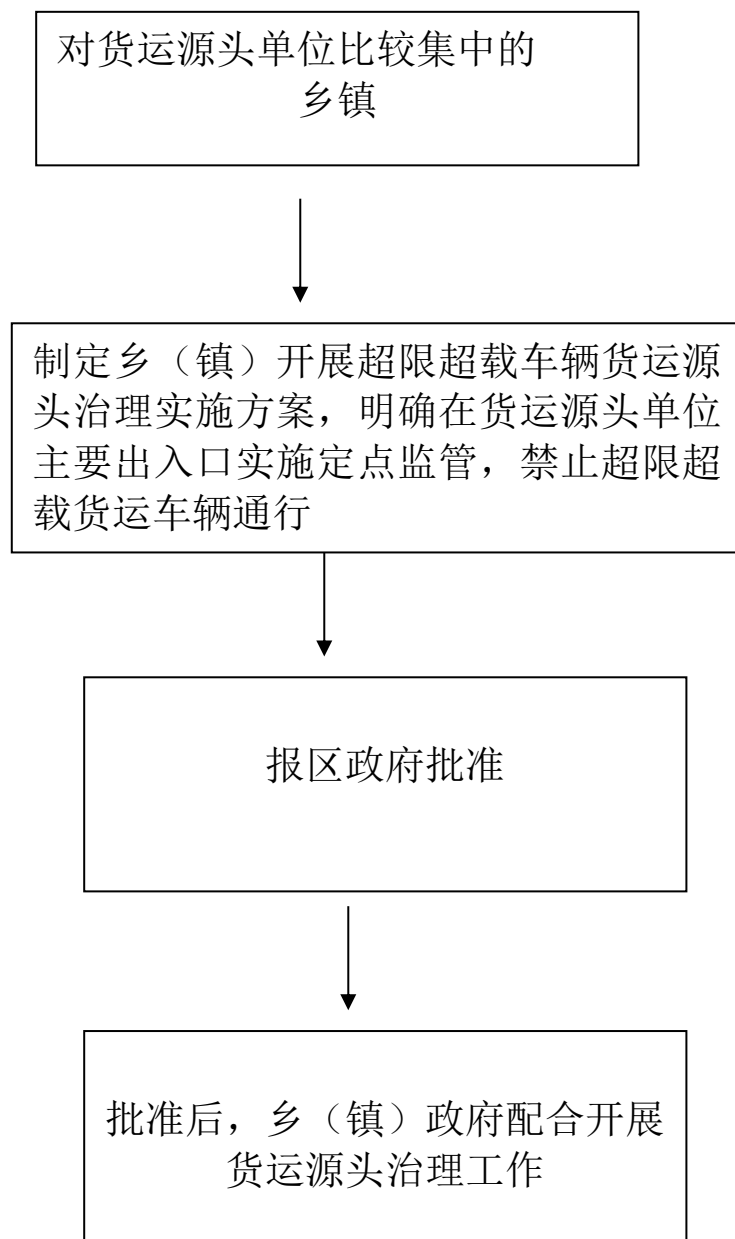 对货运源头单位比较集中的
乡镇
制定乡（镇）开展超限超载车辆货运源
头治理实施方案，明确在货运源头单位
主要出入口实施定点监管，禁止超限超
载货运车辆通行
报区政府批准
批准后，乡（镇）政府配合开展
货运源头治理工作